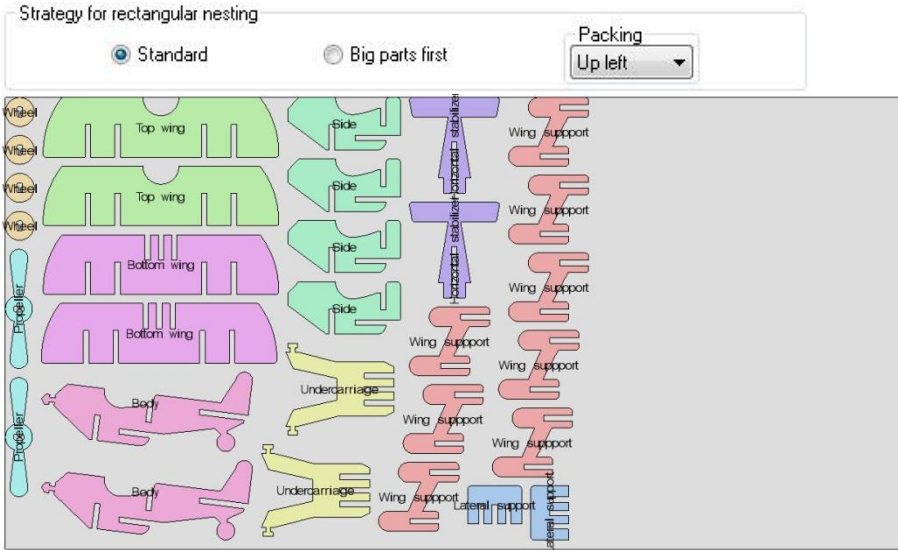 Strategy for rectangular nesting
Standard
Big parts first
Packing
Up left
Wheel
Wheel
Wheel
Wheel
Propeller
Propeller
Top wing
Top wing
Bottom wing
Bottom wing
Body
Body
Side
Side
Side
Side
Undercarriage
Undercarriage
Horizontal stabilizer
Horizontal stabilizer
Wing suppport
Wing suppport
Wing suppport
Wing suppport
Wing suppport
Wing suppport
Wing suppport
Wing suppport
Lateral support
Lateral support